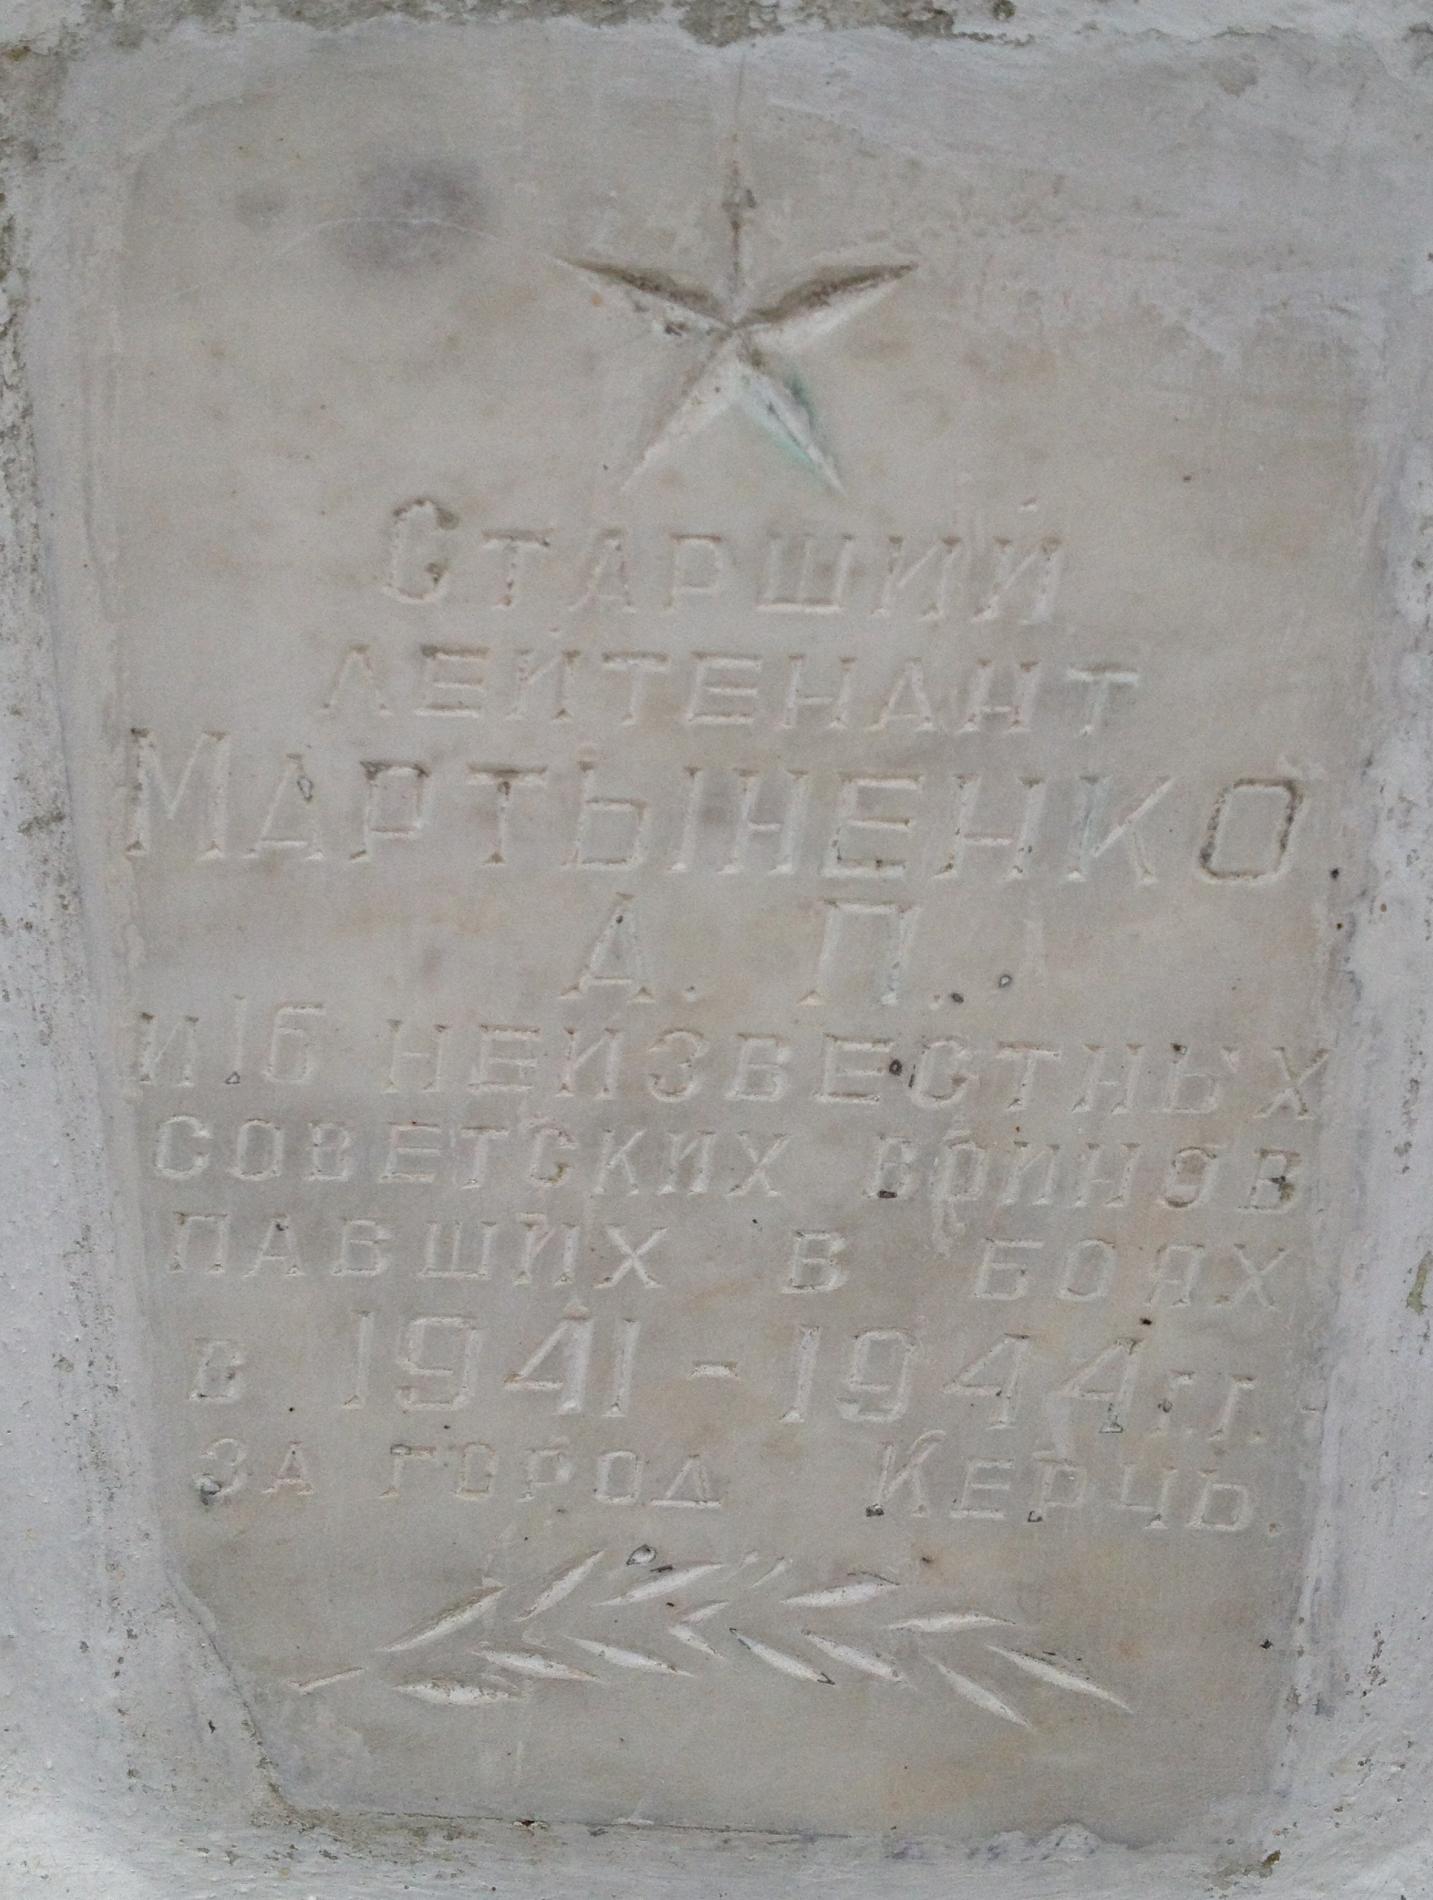 Старший
лейтенант
Мартыненко
А. П.
и 16 неизвестных
советских воинов
павших в боях
в 1941-1944 г.г.
за город Керчь.